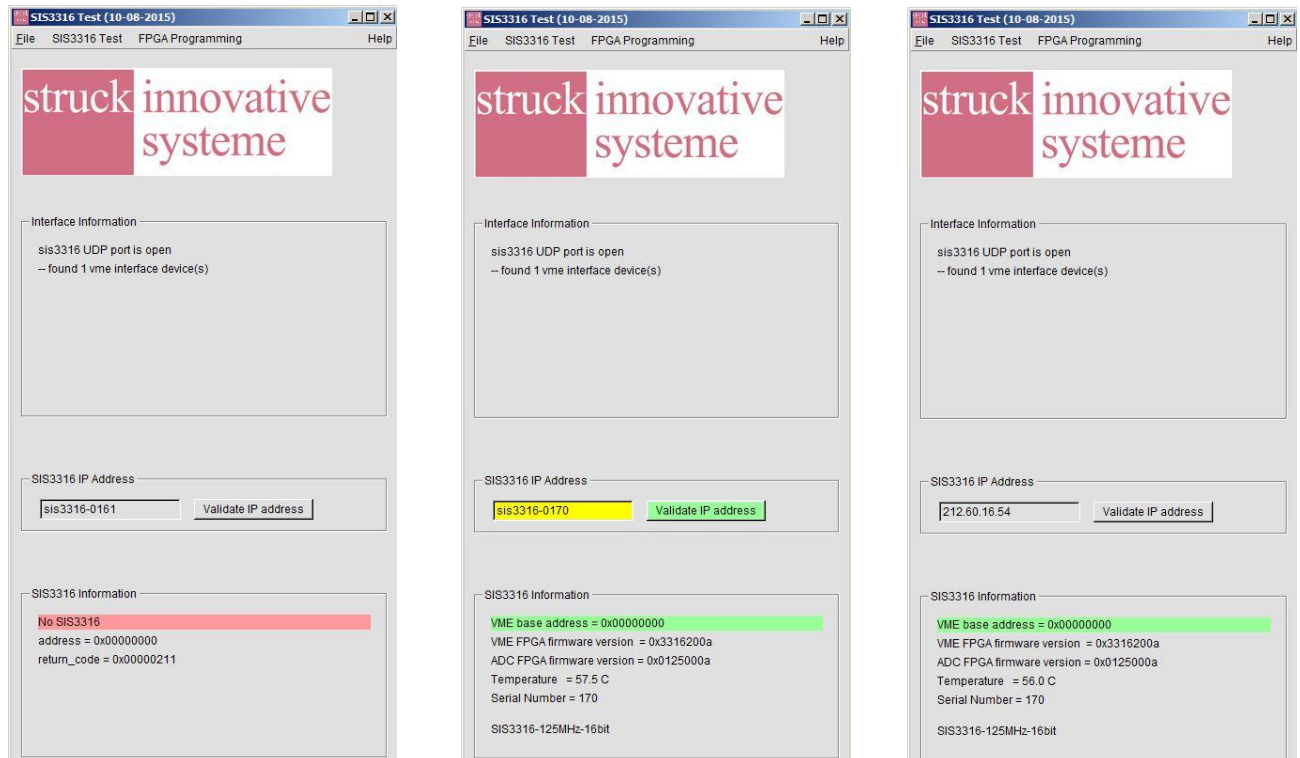 SIS3316 Test (10-08-2015)
File SIS3316 Test FPGA Programming Help
struck innovative
systeme
Interface Information
sis3316 UDP port is open
-- found 1 vme interface device(s)
SIS3316 IP Address
sis3316-0161 Validate IP address
SIS3316 Information
No SIS3316
address = 0x00000000
return_code = 0x00000211
SIS3316 Test (10-08-2015)
File SIS3316 Test FPGA Programming Help
struck innovative
systeme
Interface Information
sis3316 UDP port is open
-- found 1 vme interface device(s)
SIS3316 IP Address
sis3316-0170 Validate IP address
SIS3316 Information
VME base address = 0x00000000
VME FPGA firmware version = 0x3316200a
ADC FPGA firmware version = 0x0125000a
Temperature = 57.5 C
Serial Number = 170
SIS3316-125MHz-16bit
SIS3316 Test (10-08-2015)
File SIS3316 Test FPGA Programming Help
struck innovative
systeme
Interface Information
sis3316 UDP port is open
-- found 1 vme interface device(s)
SIS3316 IP Address
212.60.16.54 Validate IP address
SIS3316 Information
VME base address = 0x00000000
VME FPGA firmware version = 0x3316200a
ADC FPGA firmware version = 0x0125000a
Temperature = 56.0 C
Serial Number = 170
SIS3316-125MHz-16bit